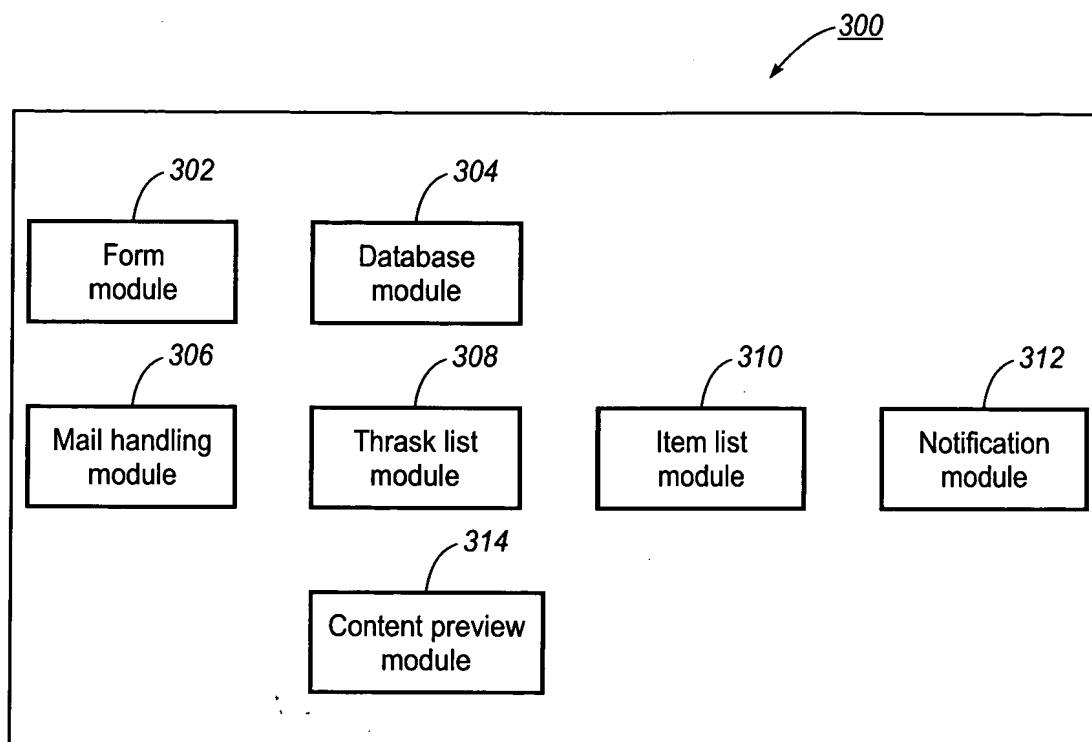 300
302
304
Form
module
Database
module
306
308
310
312
Mail handling
module
Thrask list
module
Item list
module
Notification
module
314
Content preview
module